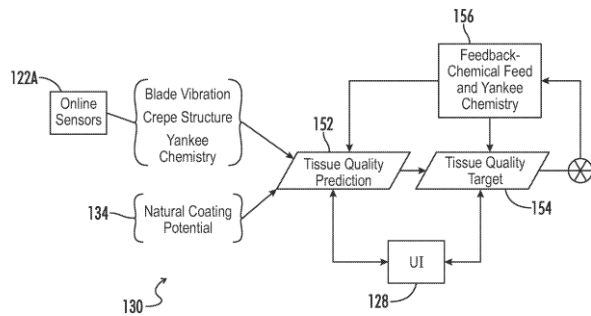 156
122A
Feedback-
Chemical Feed
and Yankee
Chemistry
Online
Sensors
Blade Vibration
Crepe Structure
Yankee
Chemistry
152
Tissue Quality
Prediction
Tissue Quality
Target
154
134
Natural Coating
Potential
UI
128
130